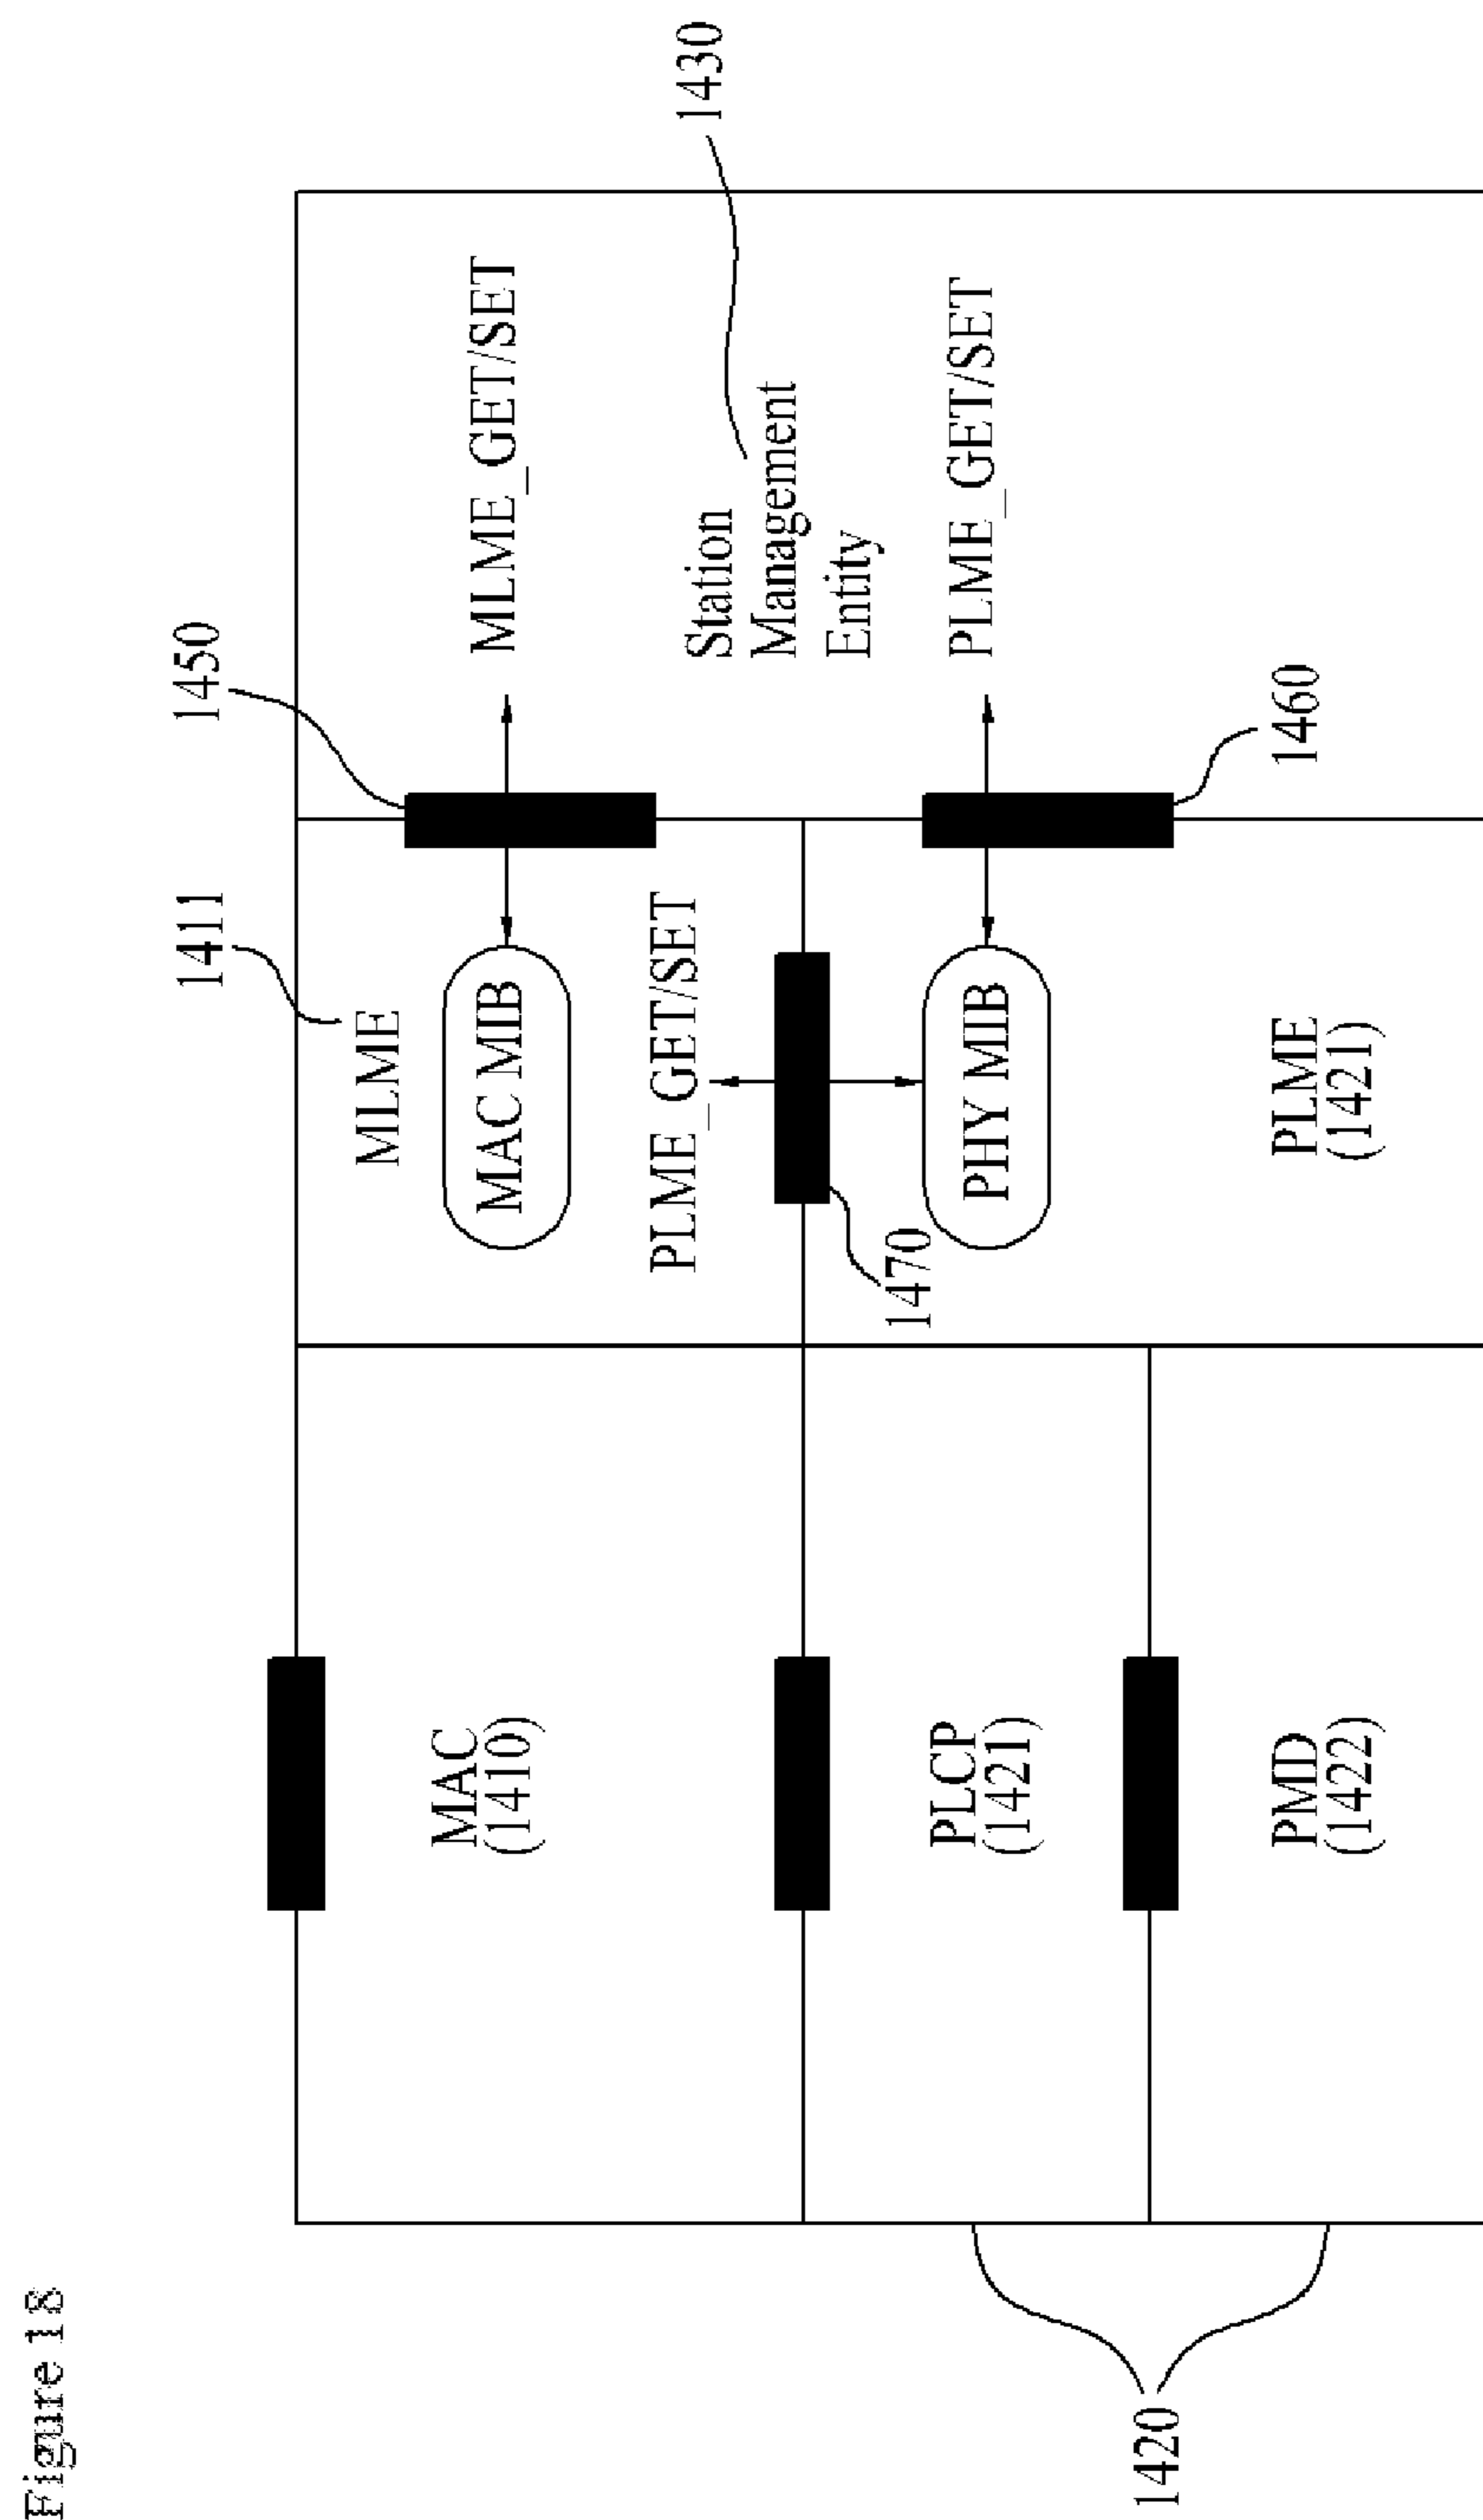 Figure 18
1411
1450
MLME
MAC MIB
MLME_GET/SET
1430
MAC
(1410)
PLME_GET/SET
Station
Management
Entity
1470
PLCP
(1421)
PHY MIB
PLME_GET/SET
1420
PMD
(1422)
PLME
(1421)
1460